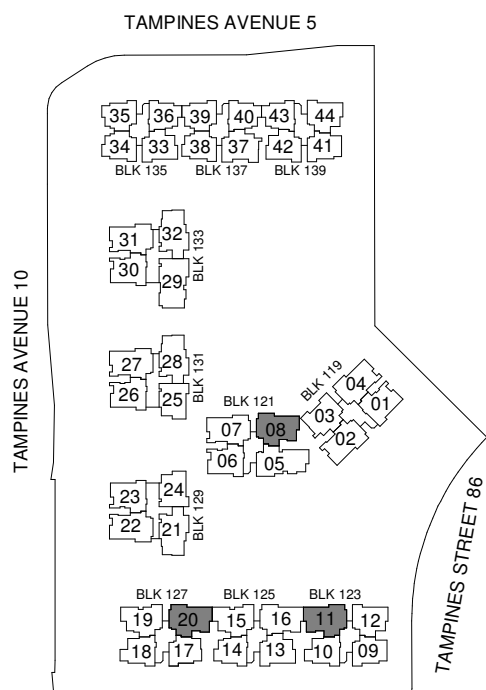 TAMPINES AVENUE 5
35 36 39 40 43 44
34 33 38 37 42 41
BLK 135 BLK 137 BLK 139
TAMPINES AVENUE 10
31 32
30 29
BLK 133
27 28
26 25
BLK 131
BLK 119
04
03 01
02
BLK 121
07 08
06 05
23 24
22 21
BLK 129
TAMPINES STREET 86
BLK 127 BLK 125 BLK 123
19 20 15 16 11 12
18 17 14 13 10 09